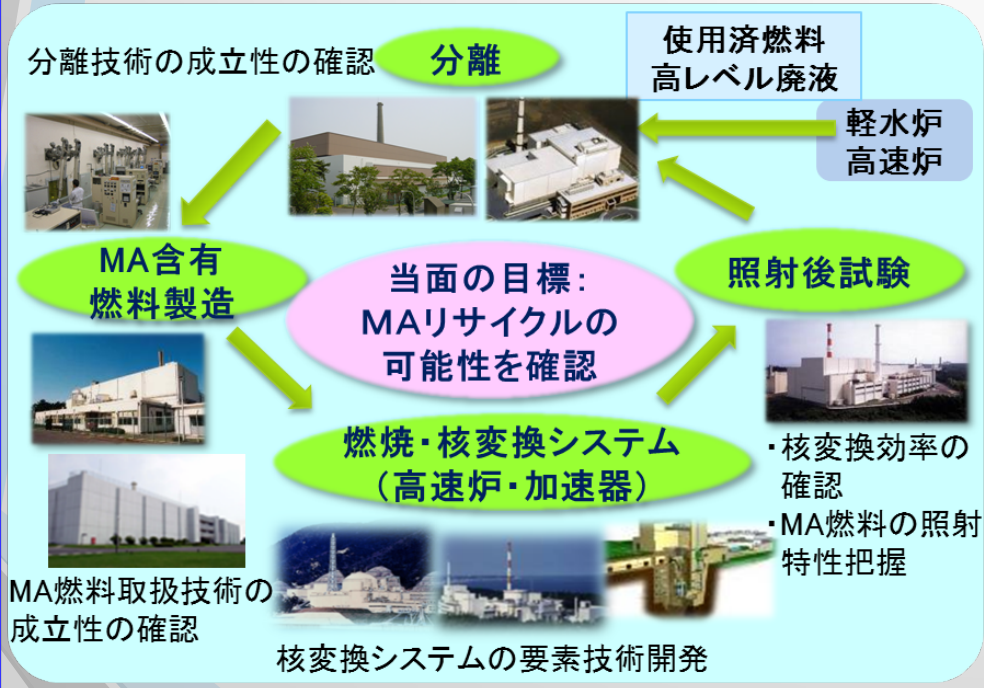 分離技術の成立性の確認
分離
使用済燃料
高レベル廃液
軽水炉
高速炉
MA含有
燃料製造
当面の目標：
ＭＡリサイクルの
可能性を確認
照射後試験
燃焼・核変換システム
（高速炉・加速器）
・核変換効率の
確認
・MA燃料の照射
特性把握
MA燃料取扱技術の
成立性の確認
核変換システムの要素技術開発